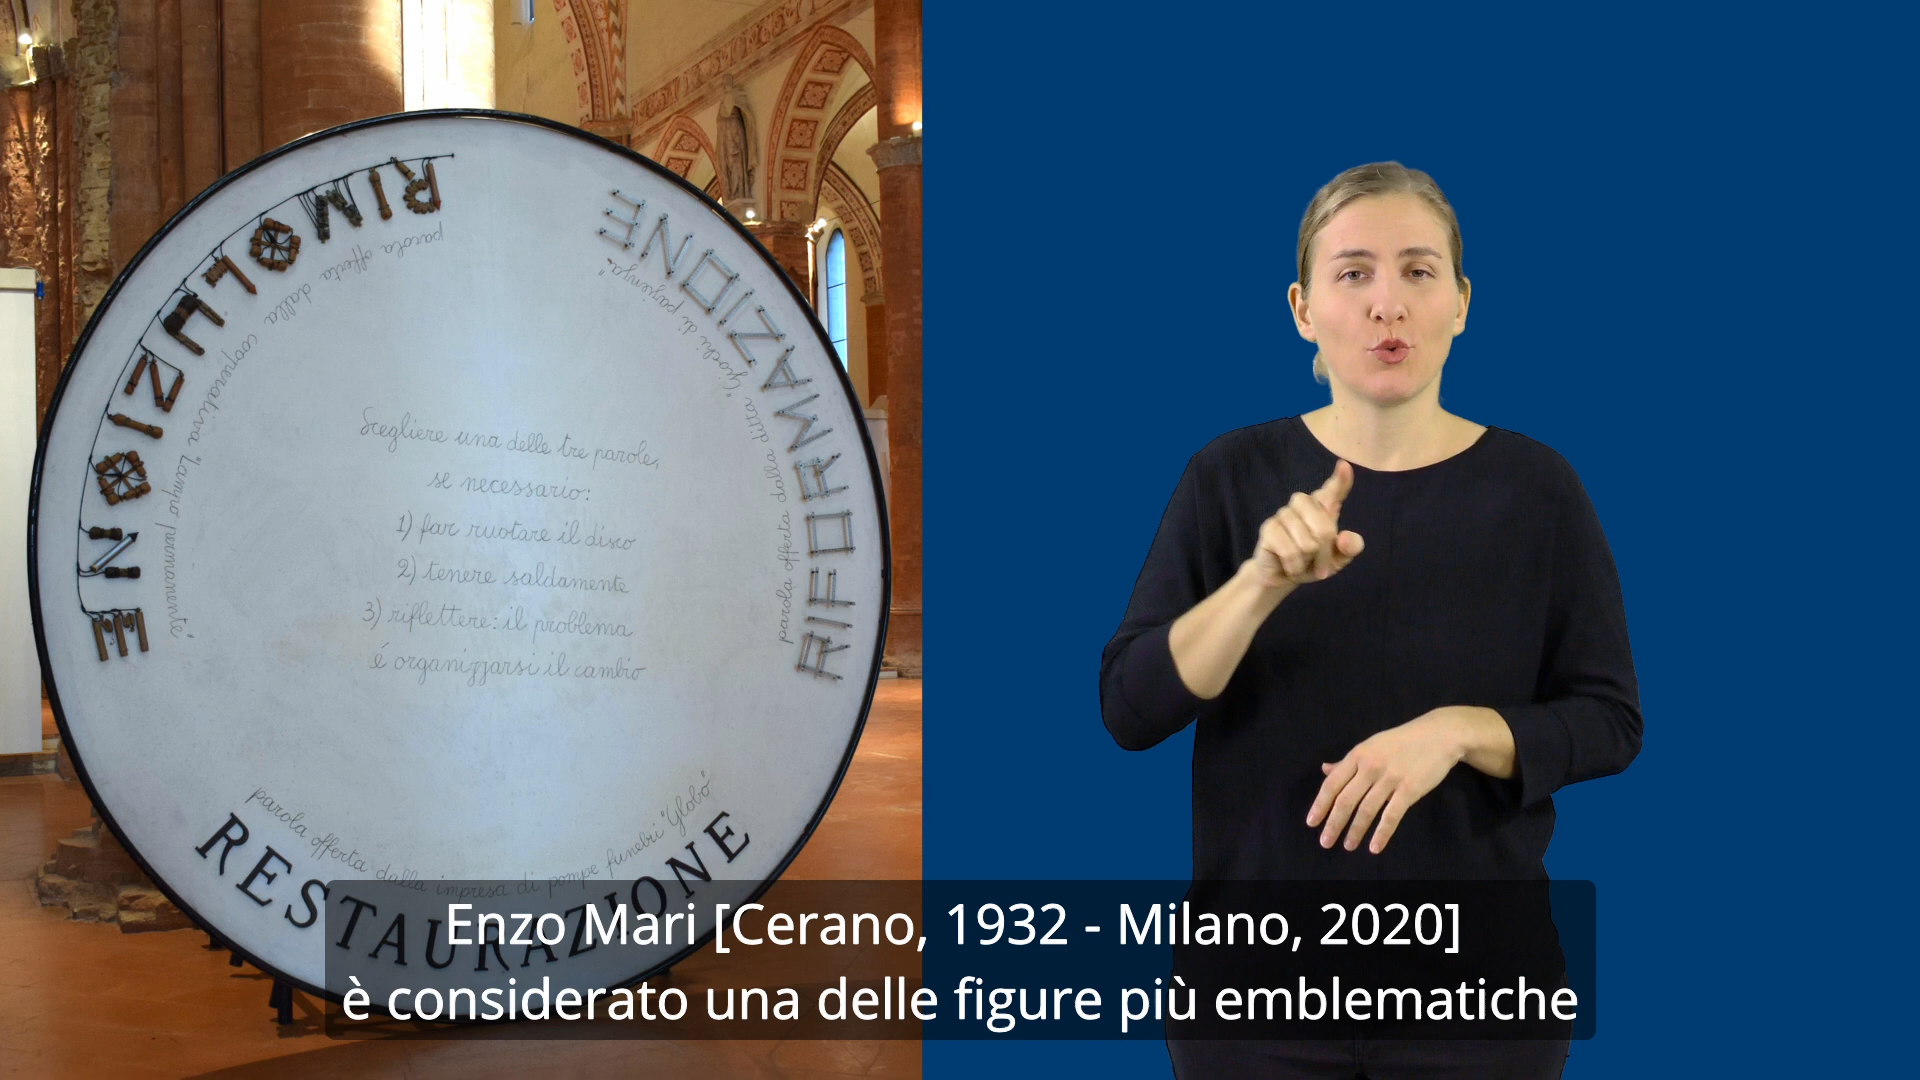 RIVOLUZIONE
parola offerta dalla cooperativa "Lampo permanente"
RIFORMAZIONE
parola offerta dalla ditta "Giochi di pazienza"
Scegliere una delle tre parole,
se necessario:
1) far ruotare il disco
2) tenere saldamente
3) riflettere: il problema
é organizzarsi il cambio
parola offerta dalla impresa di pompe funebri "Globo"
RESTAURAZIONE
Enzo Mari [Cerano, 1932 - Milano, 2020]
è considerato una delle figure più emblematiche